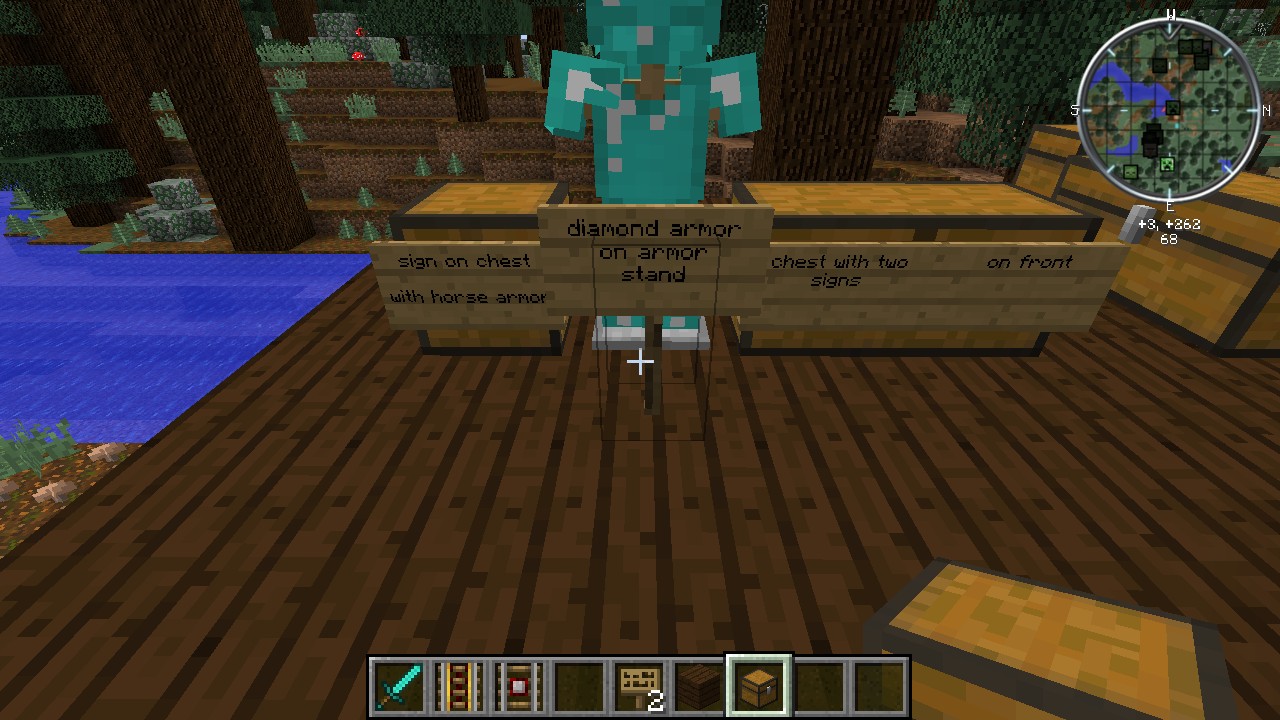 W
S
N
E
+3, +262
68
sign on chest
with horse armor
diamond armor
on armor
stand
chest with two
signs
on front
2